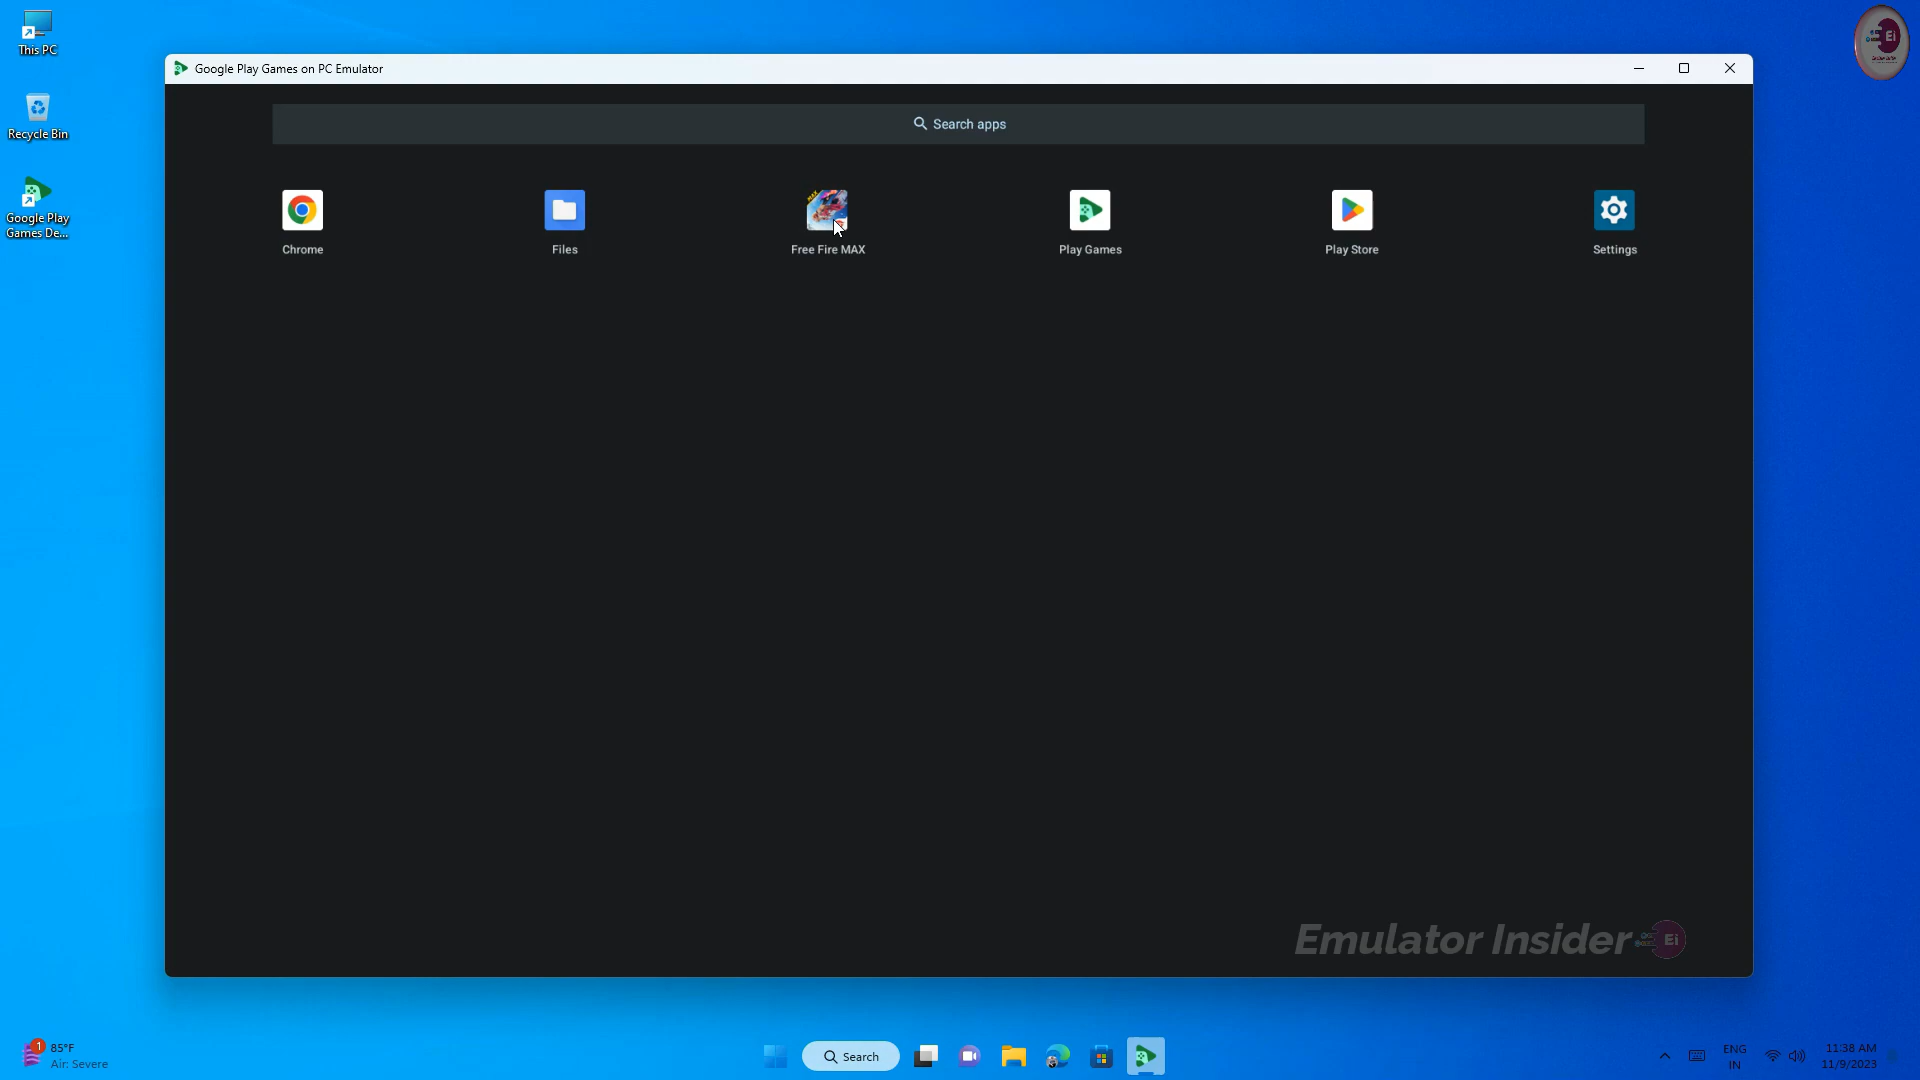 This PC
Recycle Bin
Google Play
Games De...
Google Play Games on PC Emulator
Search apps
Chrome
Files
Free Fire MAX
Play Games
Play Store
Settings
Emulator Insider Ei
Ei
1
85°F
Air: Severe
Search
ENG
IN
11:38 AM
11/9/2023